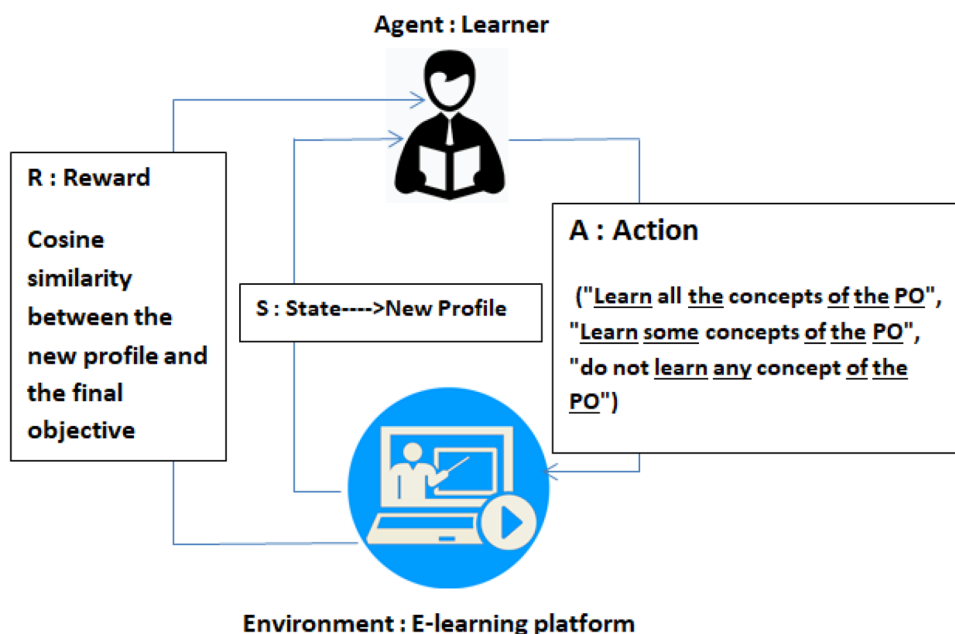 Agent : Learner
R : Reward
Cosine
similarity
between the
new profile and
the final
objective
S : State---->New Profile
A : Action
("Learn all the concepts of the PO",
"Learn some concepts of the PO",
"do not learn any concept of the
PO")
Environment : E-learning platform